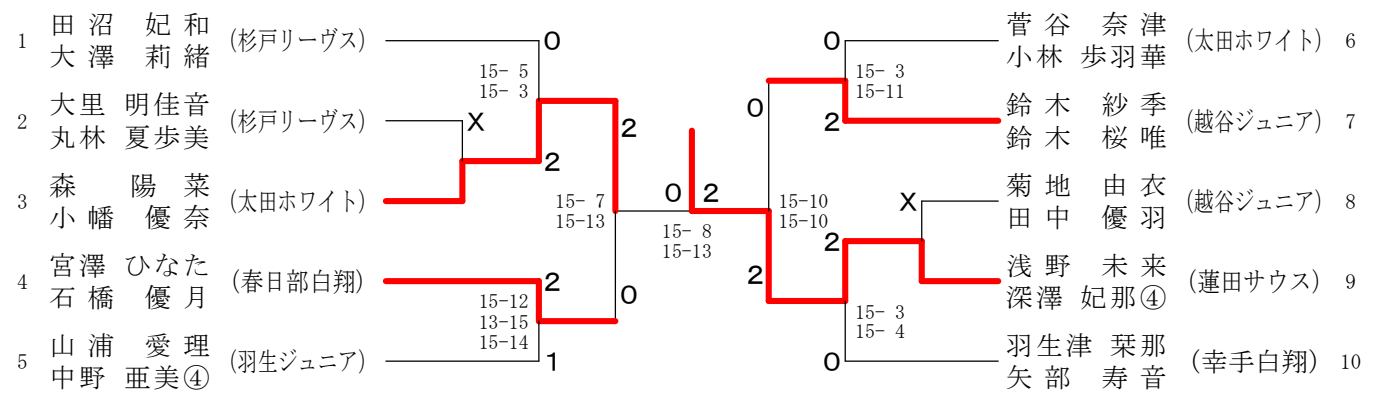 1 田沼 妃和 (杉戸リーヴス)
大澤 莉緒
0
15- 5
15- 3
2 大里 明佳音 (杉戸リーヴス)
丸林 夏歩美
X
2
2
3 森 陽菜 (太田ホワイト)
小幡 優奈
15- 7
15-13
4 宮澤 ひなた (春日部白翔)
石橋 優月
2
0
15-12
13-15
15-14
5 山浦 愛理 (羽生ジュニア)
中野 亜美④
1
0 2
15- 8
15-13
菅谷 奈津 (太田ホワイト) 6
小林 歩羽華
0
15- 3
15-11
0
2
鈴木 紗季 (越谷ジュニア) 7
鈴木 桜唯
15-10
15-10
X
菊地 由衣 (越谷ジュニア) 8
田中 優羽
2
2
浅野 未来 (蓮田サウス) 9
深澤 妃那④
15- 3
15- 4
0
羽生津 栞那 (幸手白翔) 10
矢部 寿音